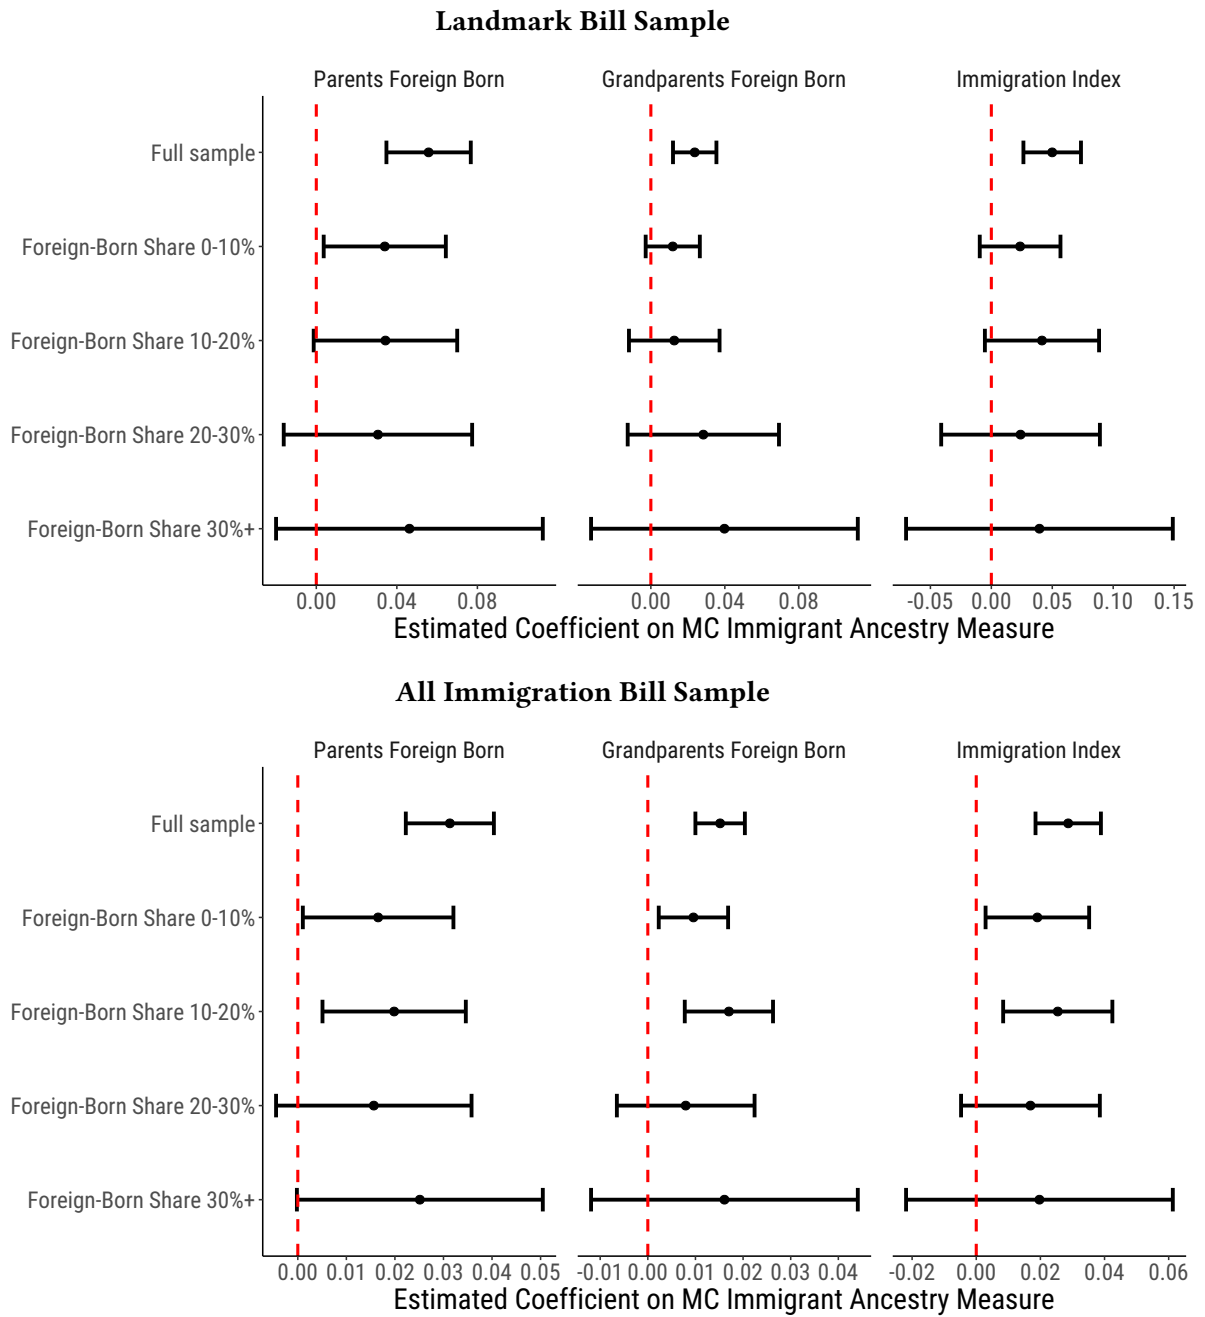 Landmark Bill Sample
Parents Foreign Born Grandparents Foreign Born Immigration Index
Full sample
Foreign-Born Share 0-10%
Foreign-Born Share 10-20%
Foreign-Born Share 20-30%
Foreign-Born Share 30%+
0.00 0.04 0.08 0.00 0.04 0.08 -0.05 0.00 0.05 0.10 0.15
Estimated Coefficient on MC Immigrant Ancestry Measure
All Immigration Bill Sample
Parents Foreign Born Grandparents Foreign Born Immigration Index
Full sample
Foreign-Born Share 0-10%
Foreign-Born Share 10-20%
Foreign-Born Share 20-30%
Foreign-Born Share 30%+
0.00 0.01 0.02 0.03 0.04 0.05 -0.01 0.00 0.01 0.02 0.03 0.04 -0.02 0.00 0.02 0.04 0.06
Estimated Coefficient on MC Immigrant Ancestry Measure